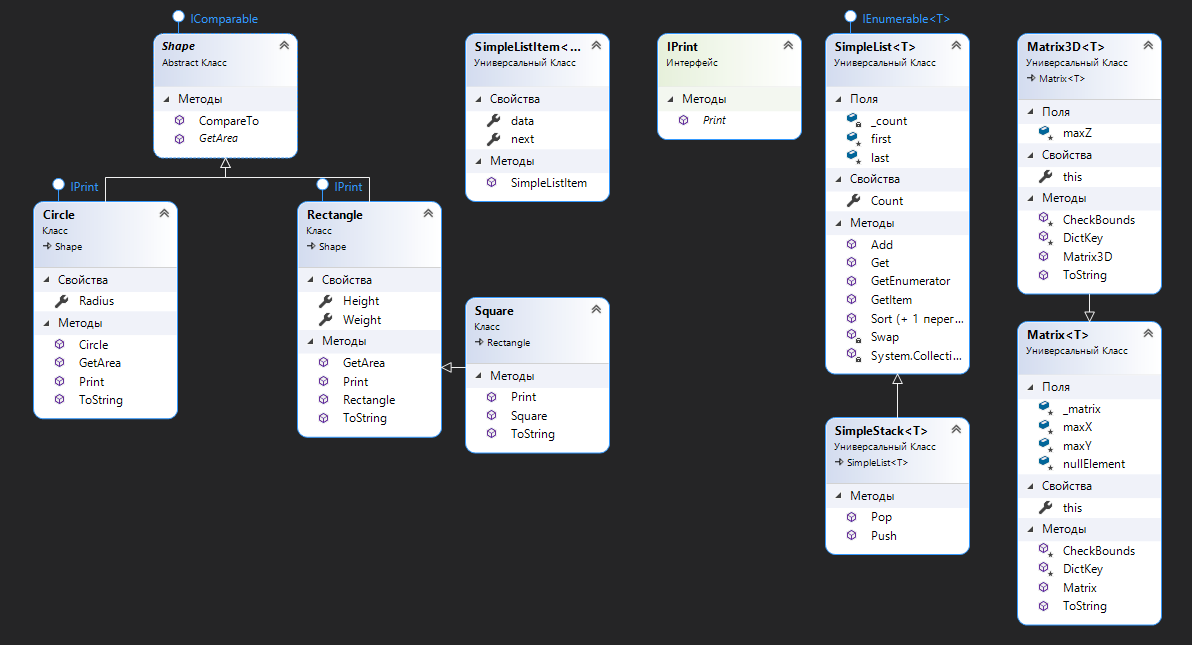 IComparable
Shape
Abstract Класс
Методы
CompareTo
GetArea
IPrint
Circle
Класс
Shape
Свойства
Radius
Методы
Circle
GetArea
Print
ToString
IPrint
Rectangle
Класс
Shape
Свойства
Height
Weight
Методы
GetArea
Print
Rectangle
ToString
SimpleListItem<...
Универсальный Класс
Свойства
data
next
Методы
SimpleListItem
Square
Класс
Rectangle
Методы
Print
Square
ToString
IPrint
Интерфейс
Методы
Print
IEnumerable<T>
SimpleList<T>
Универсальный Класс
Поля
_count
first
last
Свойства
Count
Методы
Add
Get
GetEnumerator
GetItem
Sort (+ 1 перег...
Swap
System.Collecti...
SimpleStack<T>
Универсальный Класс
SimpleList<T>
Методы
Pop
Push
Matrix3D<T>
Универсальный Класс
Matrix<T>
Поля
maxZ
Свойства
this
Методы
CheckBounds
DictKey
Matrix3D
ToString
Matrix<T>
Универсальный Класс
Поля
_matrix
maxX
maxY
nullElement
Свойства
this
Методы
CheckBounds
DictKey
Matrix
ToString